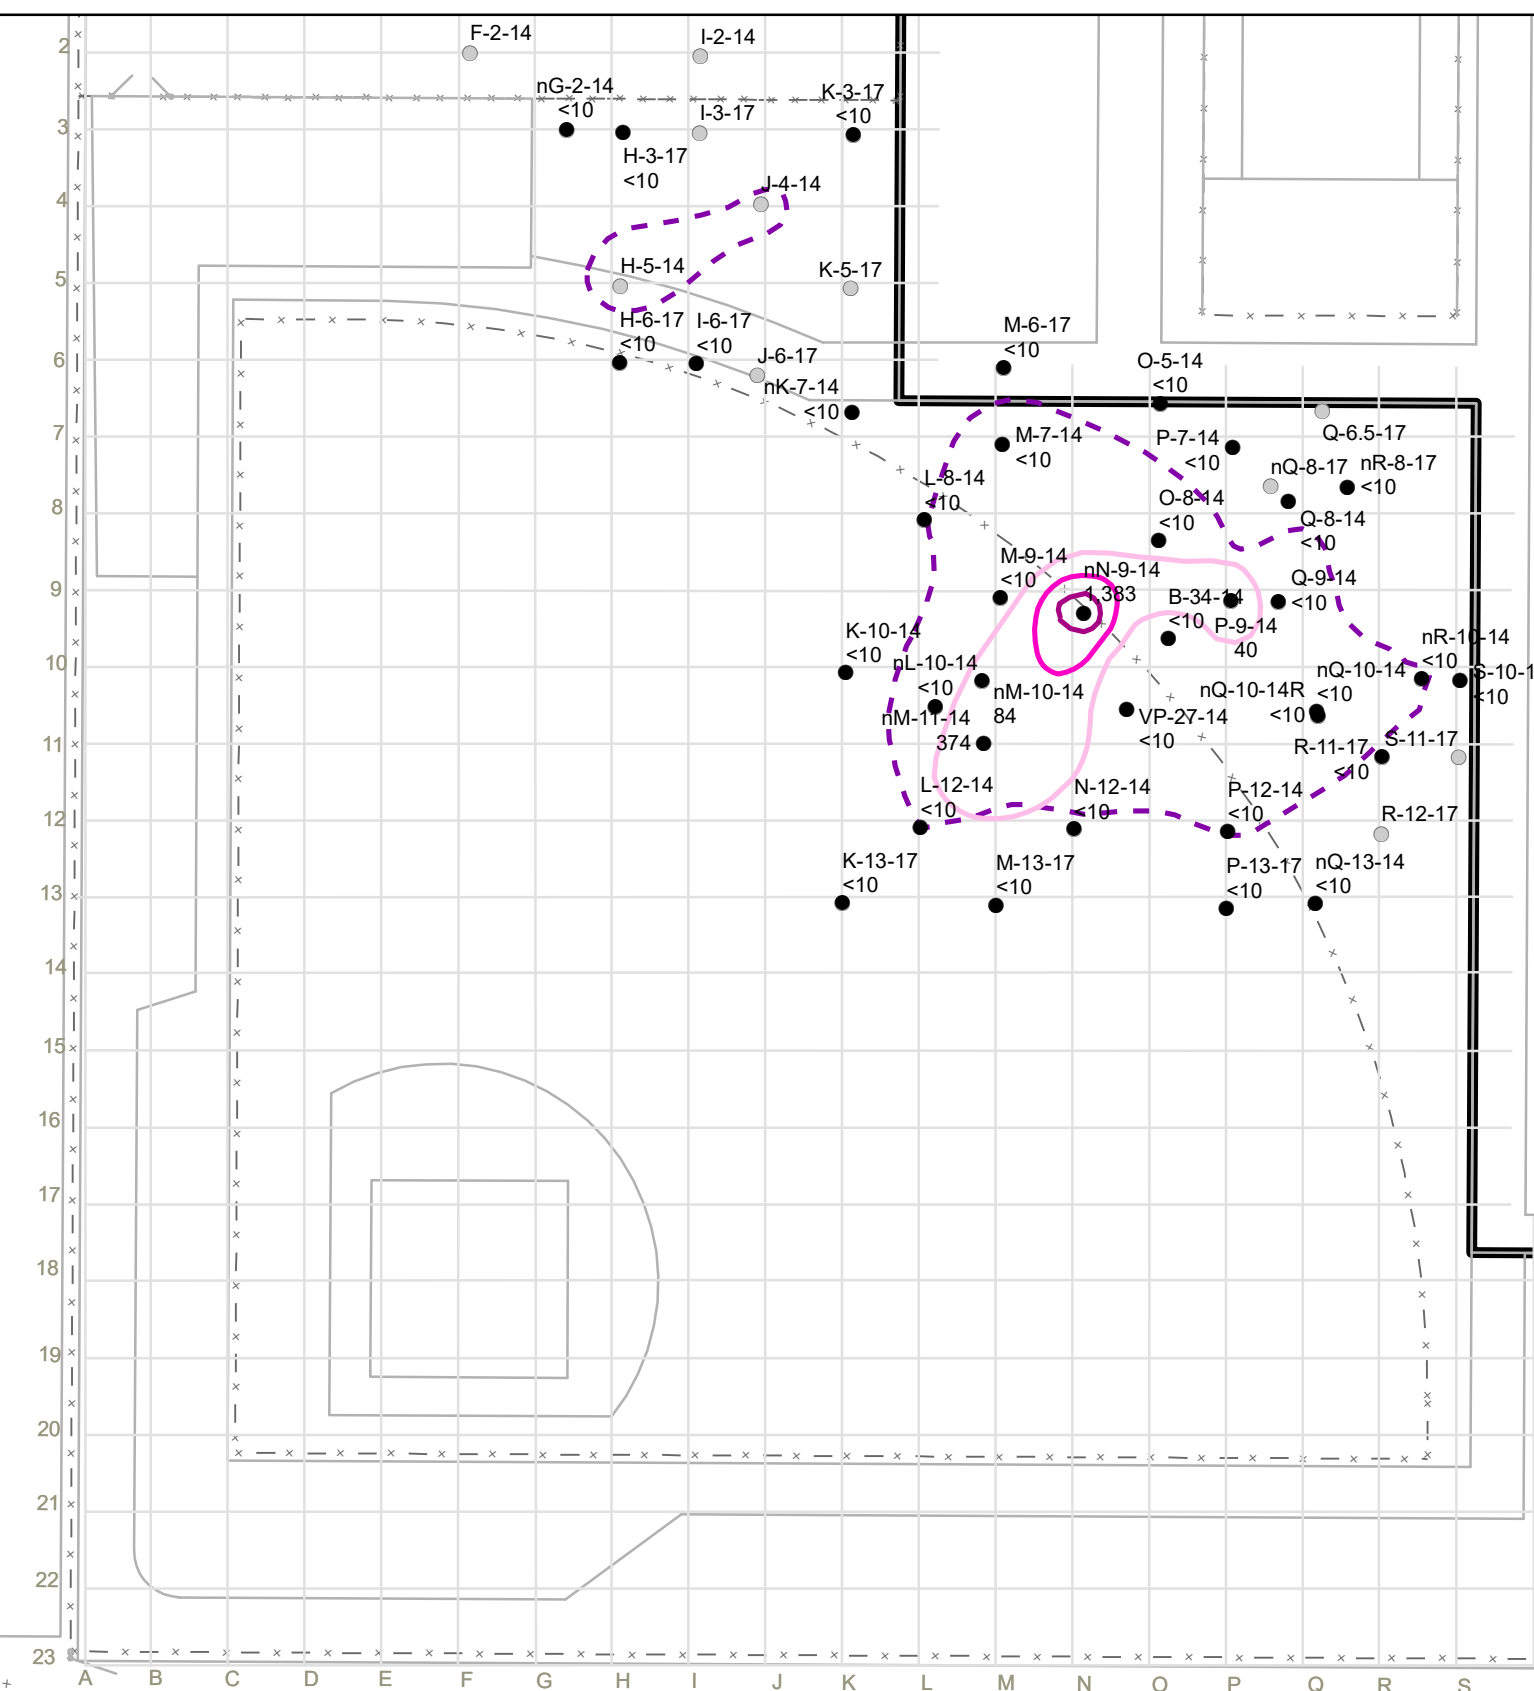 2
F-2-14
I-2-14
nG-2-14
<10
K-3-17
<10
I-3-17
3
H-3-17
<10
4
J-4-14
5
H-5-14
K-5-17
H-6-17
<10
I-6-17
<10
M-6-17
<10
6
J-6-17
O-5-14
<10
nK-7-14
<10
7
M-7-14
<10
P-7-14
<10
Q-6.5-17
L-8-14
<10
nQ-8-17
nR-8-17
<10
8
O-8-14
<10
Q-8-14
<10
M-9-14
<10
nN-9-14
1,383
9
B-34-14
<10
Q-9-14
<10
P-9-14
40
K-10-14
<10
nR-10-14
<10
10
nL-10-14
<10
nM-10-14
84
nQ-10-14R
<10
nQ-10-14
<10
S-10-1
<10
nM-11-14
374
VP-27-14
<10
11
R-11-17
<10
S-11-17
L-12-14
<10
N-12-14
<10
P-12-14
<10
12
R-12-17
K-13-17
<10
M-13-17
<10
P-13-17
<10
nQ-13-14
<10
13
14
15
16
17
18
19
20
21
22
23
A B C D E F G H I J K L M N O P Q R S